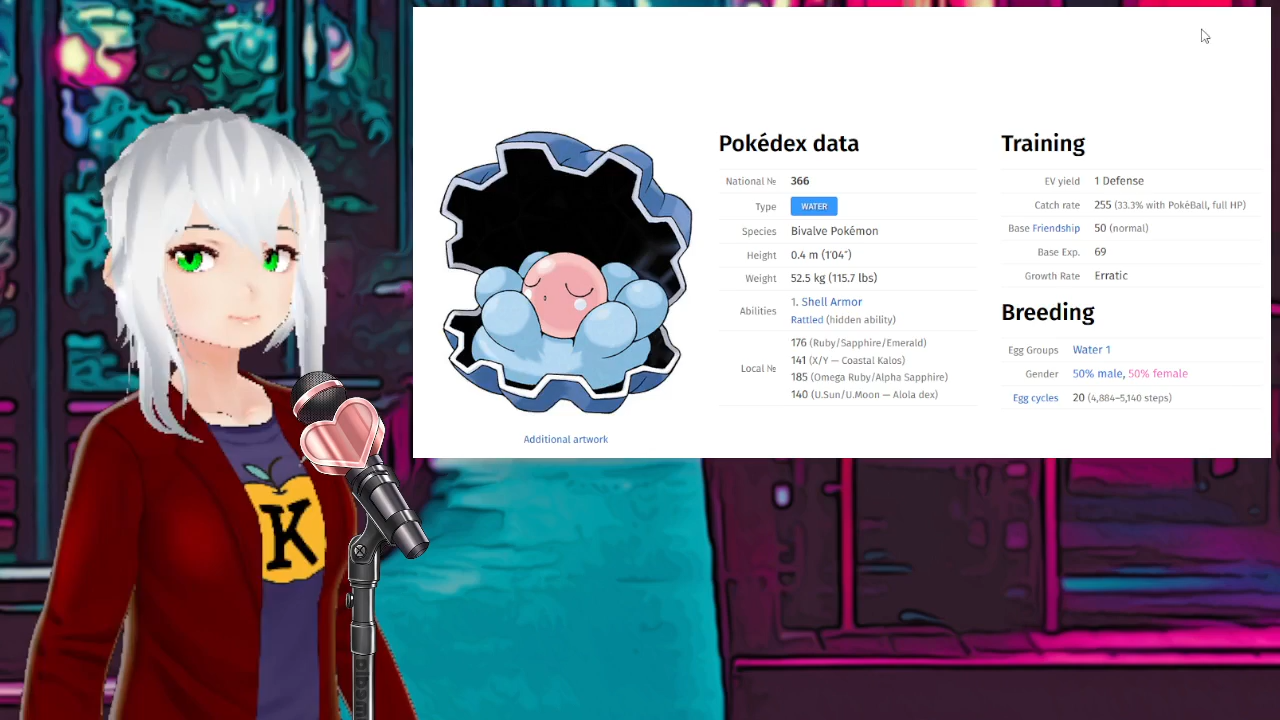 Pokédex data
National № 366
Type WATER
Species Bivalve Pokémon
Height 0.4 m (1′04″)
Weight 52.5 kg (115.7 lbs)
Abilities 1. Shell Armor
Rattled (hidden ability)
Local № 176 (Ruby/Sapphire/Emerald)
141 (X/Y — Coastal Kalos)
185 (Omega Ruby/Alpha Sapphire)
140 (U.Sun/U.Moon — Alola dex)
Additional artwork
Training
EV yield 1 Defense
Catch rate 255 (33.3% with PokéBall, full HP)
Base Friendship 50 (normal)
Base Exp. 69
Growth Rate Erratic
Breeding
Egg Groups Water 1
Gender 50% male, 50% female
Egg cycles 20 (4,884–5,140 steps)
K